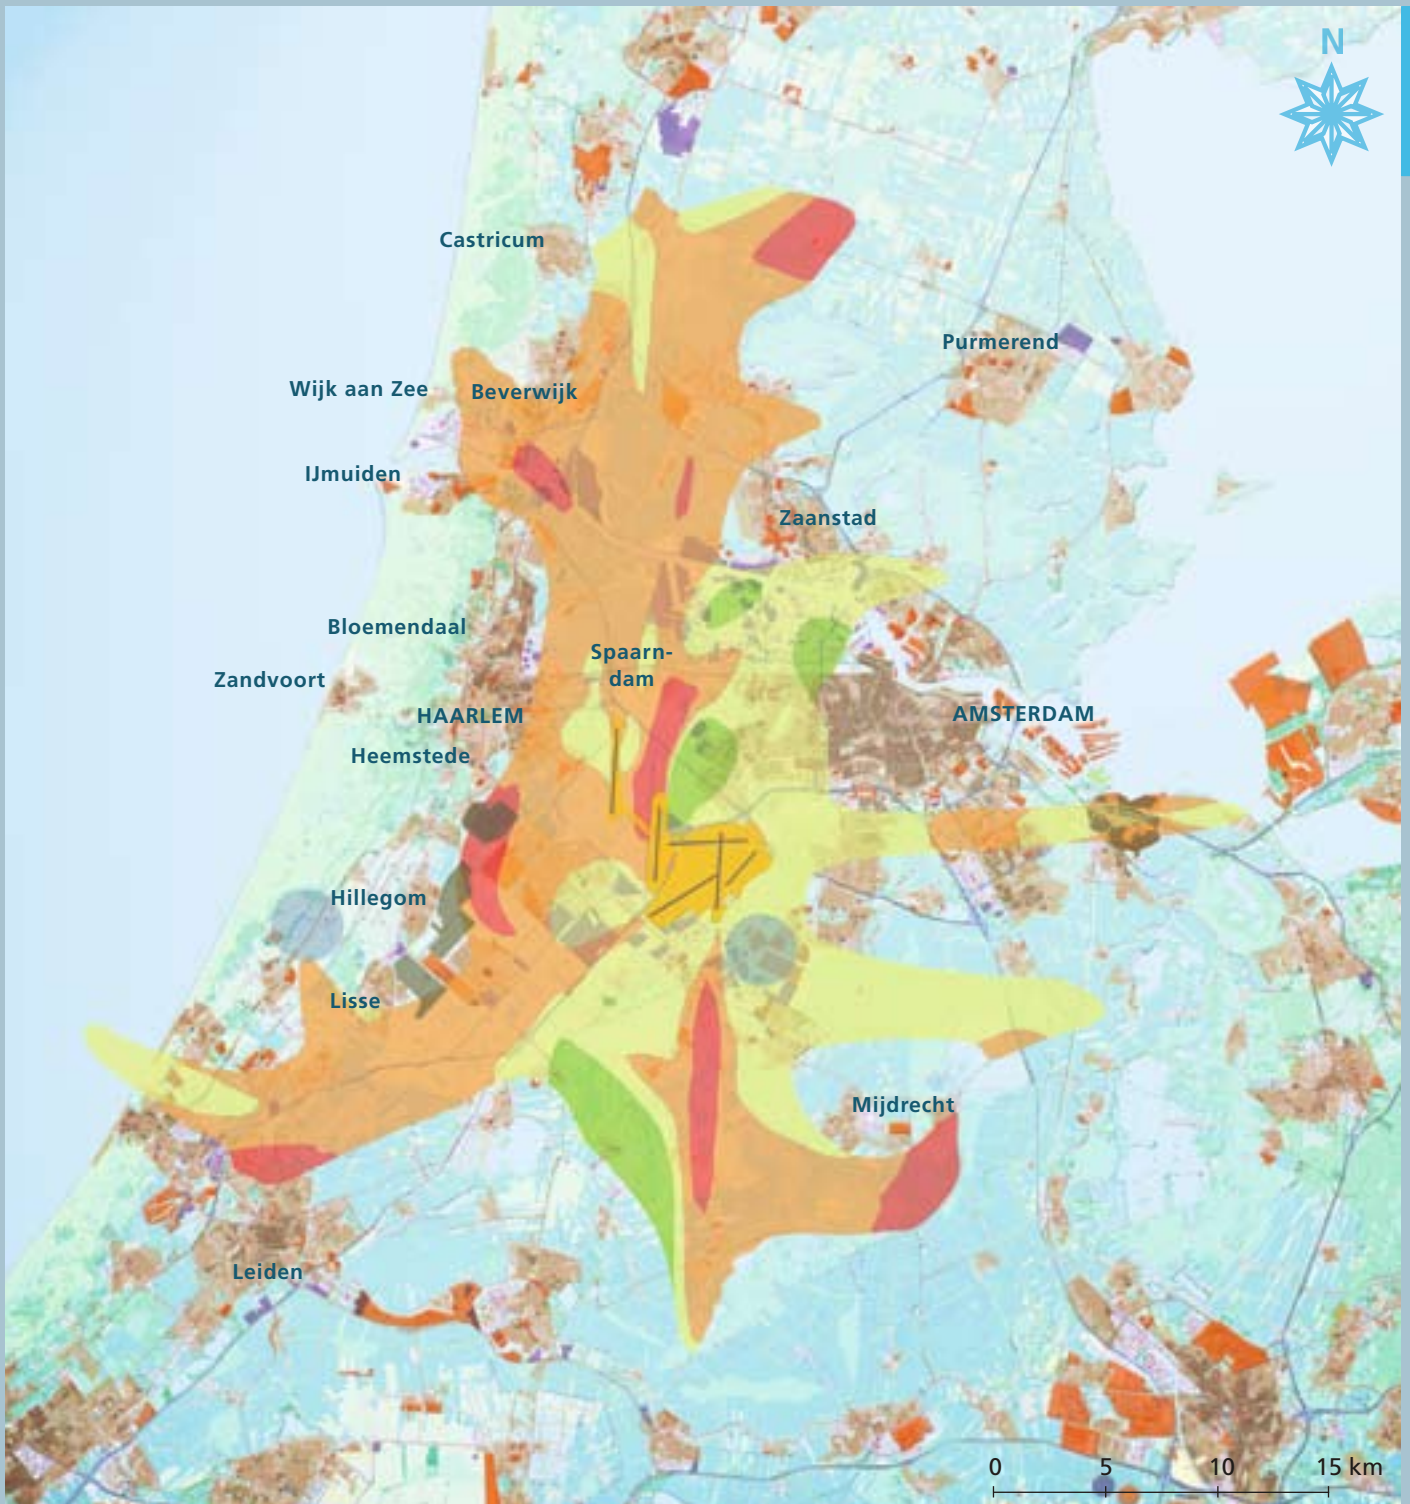 N
Castricum
Purmerend
Wijk aan Zee
Beverwijk
IJmuiden
Zaanstad
Bloemendaal
Spaarn-
dam
Zandvoort
HAARLEM
AMSTERDAM
Heemstede
Hillegom
Lisse
Mijdrecht
Leiden
0 5 10 15 km